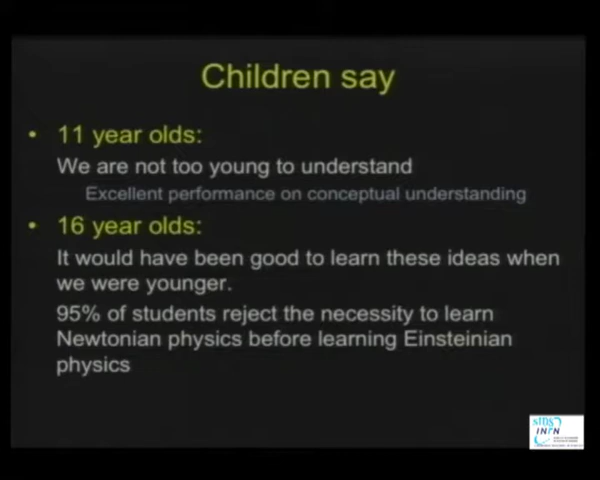 Children say
• 11 year olds:
We are not too young to understand
Excellent performance on conceptual understanding
• 16 year olds:
It would have been good to learn these ideas when
we were younger.
95% of students reject the necessity to learn
Newtonian physics before learning Einsteinian
physics
SIDS
INFN